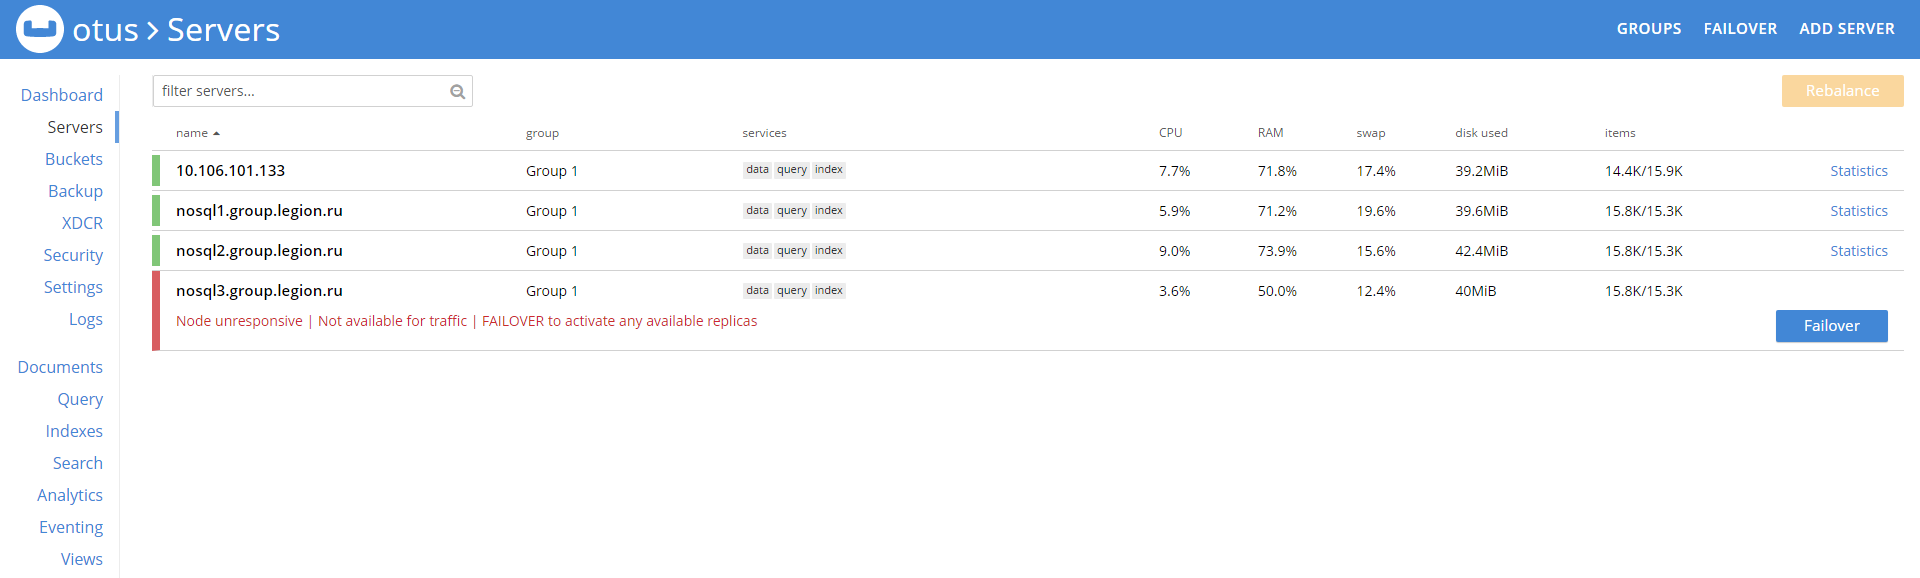 otus > Servers
GROUPS FAILOVER ADD SERVER
Dashboard
Servers
Buckets
Backup
XDCR
Security
Settings
Logs
Documents
Query
Indexes
Search
Analytics
Eventing
Views
filter servers...
Rebalance
name group services CPU RAM swap disk used items
10.106.101.133 Group 1 data query index 7.7% 71.8% 17.4% 39.2MiB 14.4K/15.9K Statistics
nosql1.group.legion.ru Group 1 data query index 5.9% 71.2% 19.6% 39.6MiB 15.8K/15.3K Statistics
nosql2.group.legion.ru Group 1 data query index 9.0% 73.9% 15.6% 42.4MiB 15.8K/15.3K Statistics
nosql3.group.legion.ru Group 1 data query index 3.6% 50.0% 12.4% 40MiB 15.8K/15.3K
Node unresponsive | Not available for traffic | FAILOVER to activate any available replicas
Failover